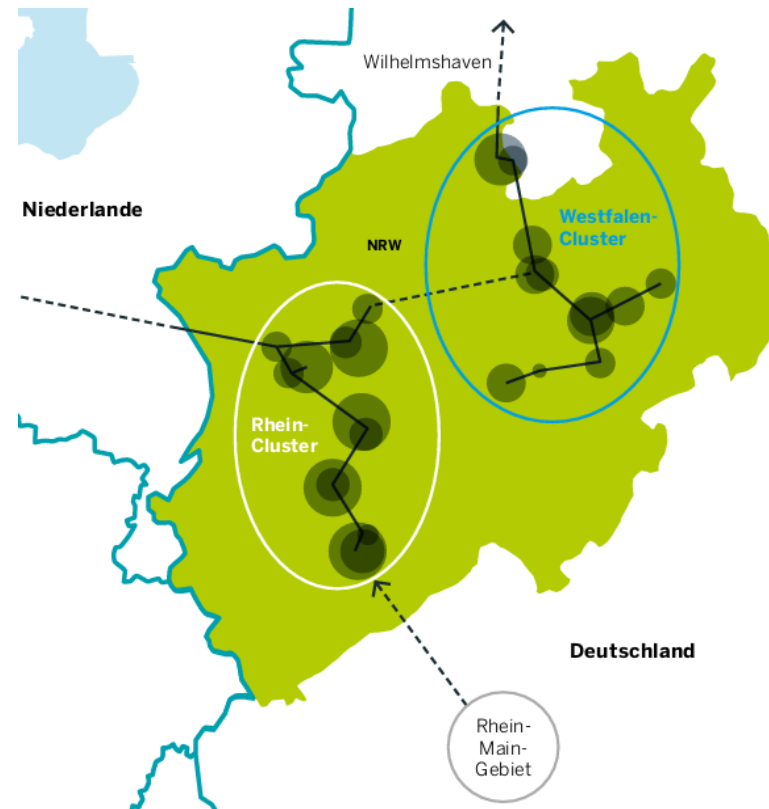 Wilhelmshaven
Niederlande
Westfalen-
Cluster
NRW
Rhein-
Cluster
Deutschland
Rhein-
Main-
Gebiet